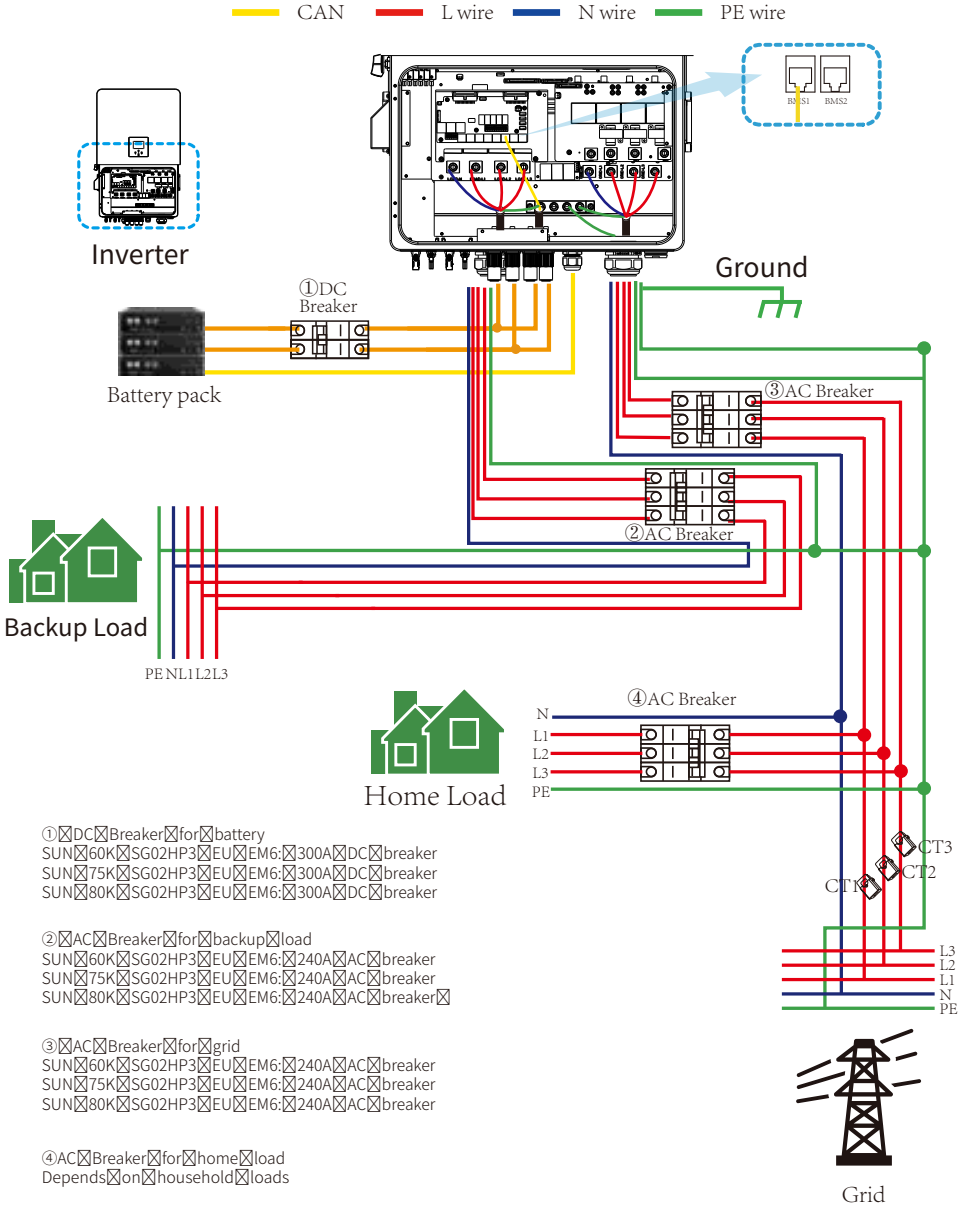 CAN L wire N wire PE wire
BMS1 BMS2
Inverter
Ground
①DC
Breaker
Battery pack
③AC Breaker
②AC Breaker
Backup Load
PE N L1 L2 L3
④AC Breaker
N
L1
L2
L3
PE
Home Load
CT3
CT2
CT1
L3
L2
L1
N
PE
Grid
① DC Breaker for battery
SUN 60K SG02HP3 EU EM6: 300A DC breaker
SUN 75K SG02HP3 EU EM6: 300A DC breaker
SUN 80K SG02HP3 EU EM6: 300A DC breaker
② AC Breaker for backup load
SUN 60K SG02HP3 EU EM6: 240A AC breaker
SUN 75K SG02HP3 EU EM6: 240A AC breaker
SUN 80K SG02HP3 EU EM6: 240A AC breaker
③ AC Breaker for grid
SUN 60K SG02HP3 EU EM6: 240A AC breaker
SUN 75K SG02HP3 EU EM6: 240A AC breaker
SUN 80K SG02HP3 EU EM6: 240A AC breaker
④AC Breaker for home load
Depends on household loads